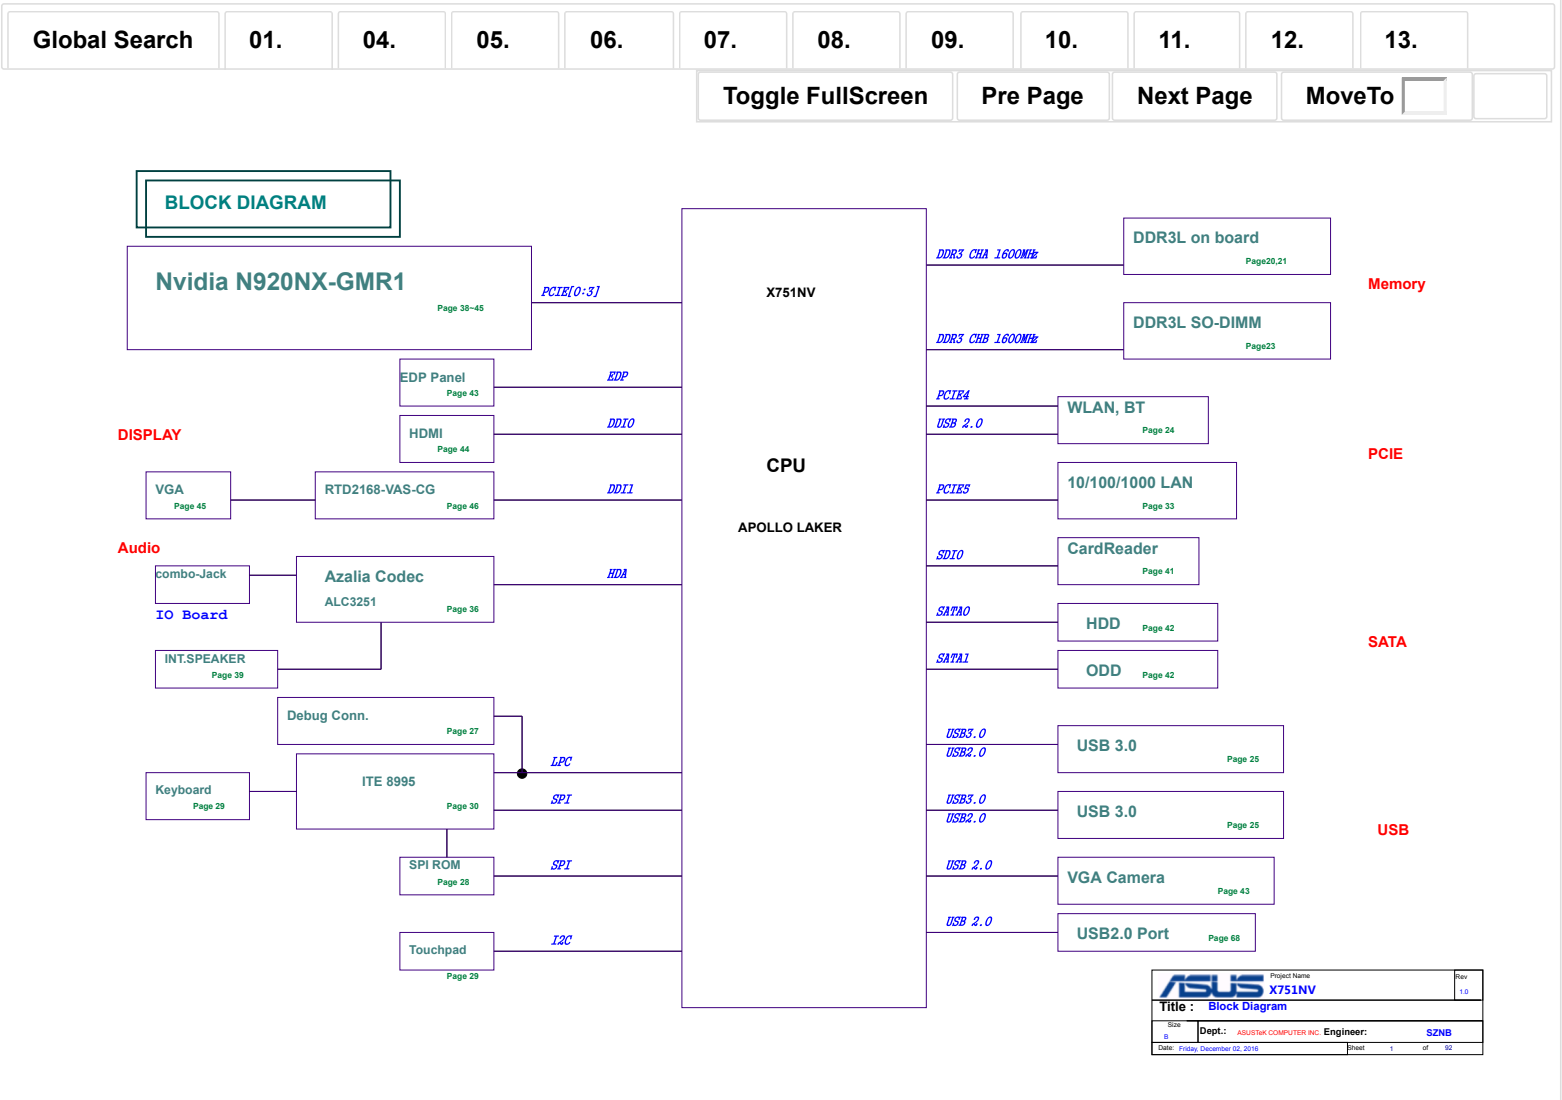 Global Search 01. 04. 05. 06. 07. 08. 09. 10. 11. 12. 13.
Toggle FullScreen Pre Page Next Page MoveTo
BLOCK DIAGRAM
Nvidia N920NX-GMR1
Page 38~45
PCIE[0:3]
EDP Panel
Page 43
EDP
DISPLAY
HDMI
Page 44
DDI0
VGA
Page 45
RTD2168-VAS-CG
Page 46
DDI1
Audio
combo-Jack
IO Board
Azalia Codec
ALC3251
Page 36
HDA
INT.SPEAKER
Page 39
Debug Conn.
Page 27
LPC
Keyboard
Page 29
ITE 8995
Page 30
SPI
SPI ROM
Page 28
SPI
Touchpad
Page 29
I2C
X751NV
CPU
APOLLO LAKER
DDR3 CHA 1600MHz
DDR3L on board
Page20,21
Memory
DDR3 CHB 1600MHz
DDR3L SO-DIMM
Page23
PCIE4
USB 2.0
WLAN, BT
Page 24
PCIE
PCIE5
10/100/1000 LAN
Page 33
SDIO
CardReader
Page 41
SATA0
HDD Page 42
SATA
SATA1
ODD Page 42
USB3.0
USB2.0
USB 3.0
Page 25
USB3.0
USB2.0
USB 3.0
Page 25
USB
USB 2.0
VGA Camera
Page 43
USB 2.0
USB2.0 Port Page 68
ASUS
Project Name
X751NV
Rev
1.0
Title : Block Diagram
Size
B
Dept.: ASUSTeK COMPUTER INC. Engineer: SZNB
Date: Friday, December 02, 2016 Sheet 1 of 92